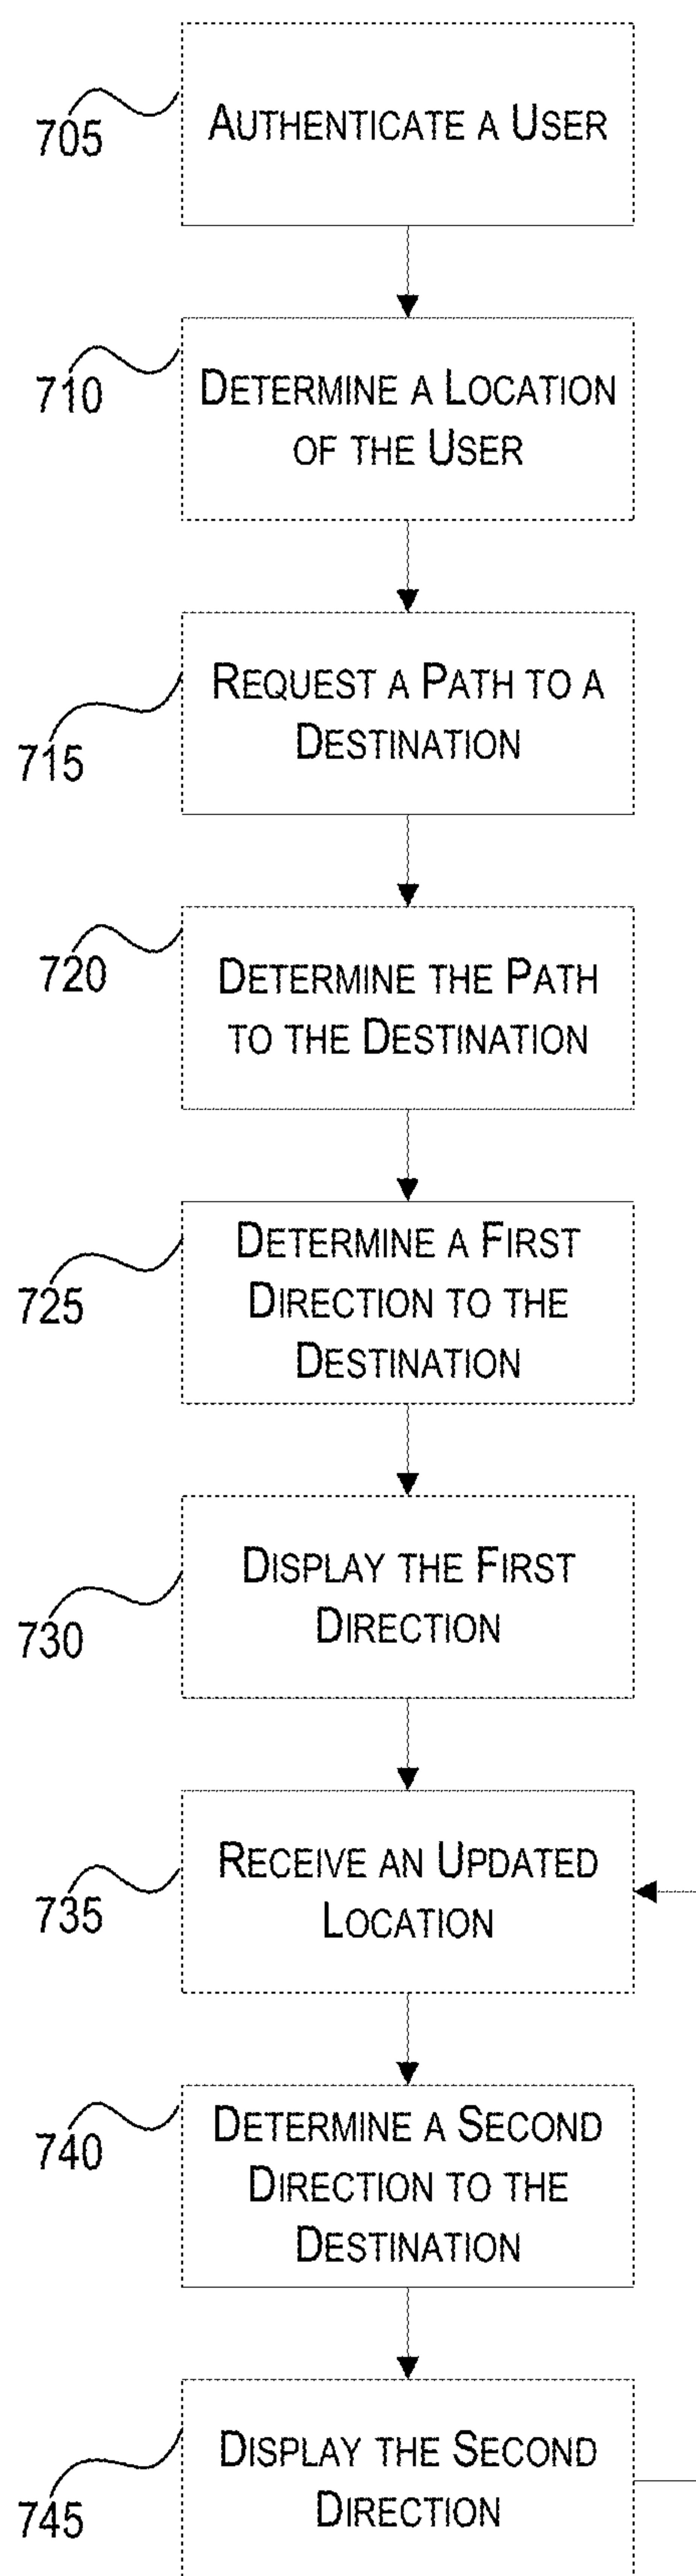 705
AUTHENTICATE A USER
710
DETERMINE A LOCATION
OF THE USER
715
REQUEST A PATH TO A
DESTINATION
720
DETERMINE THE PATH
TO THE DESTINATION
725
DETERMINE A FIRST
DIRECTION TO THE
DESTINATION
730
DISPLAY THE FIRST
DIRECTION
735
RECEIVE AN UPDATED
LOCATION
740
DETERMINE A SECOND
DIRECTION TO THE
DESTINATION
745
DISPLAY THE SECOND
DIRECTION